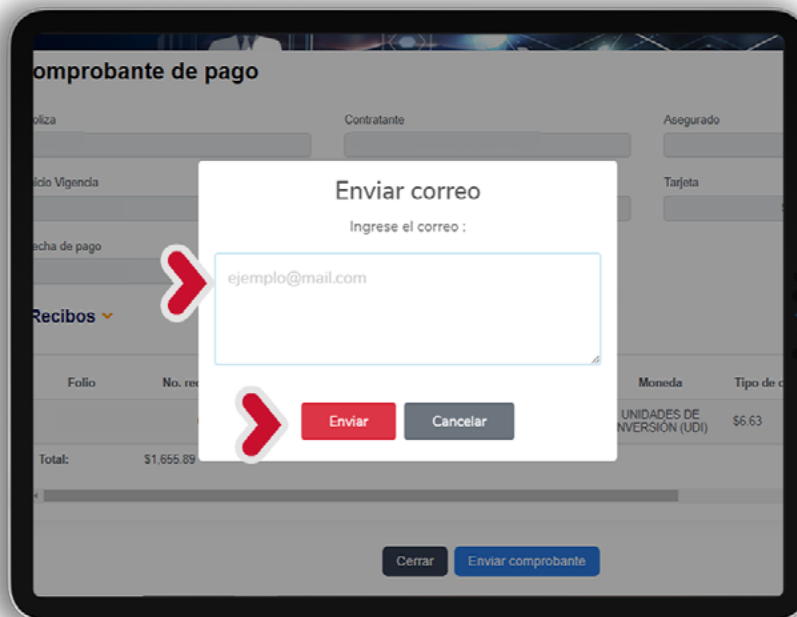 omprobante de pago
oliza Contratante Asegurado
icio Vigencia Tarjeta
echa de pago
Enviar correo
Ingrese el correo :
ejemplo@mail.com
Recibos
Folio No. rec Moneda Tipo de c
UNIDADES DE
NVERSIÓN (UDI) $6.63
Total: $1,655.89
Enviar Cancelar
Cerrar Enviar comprobante